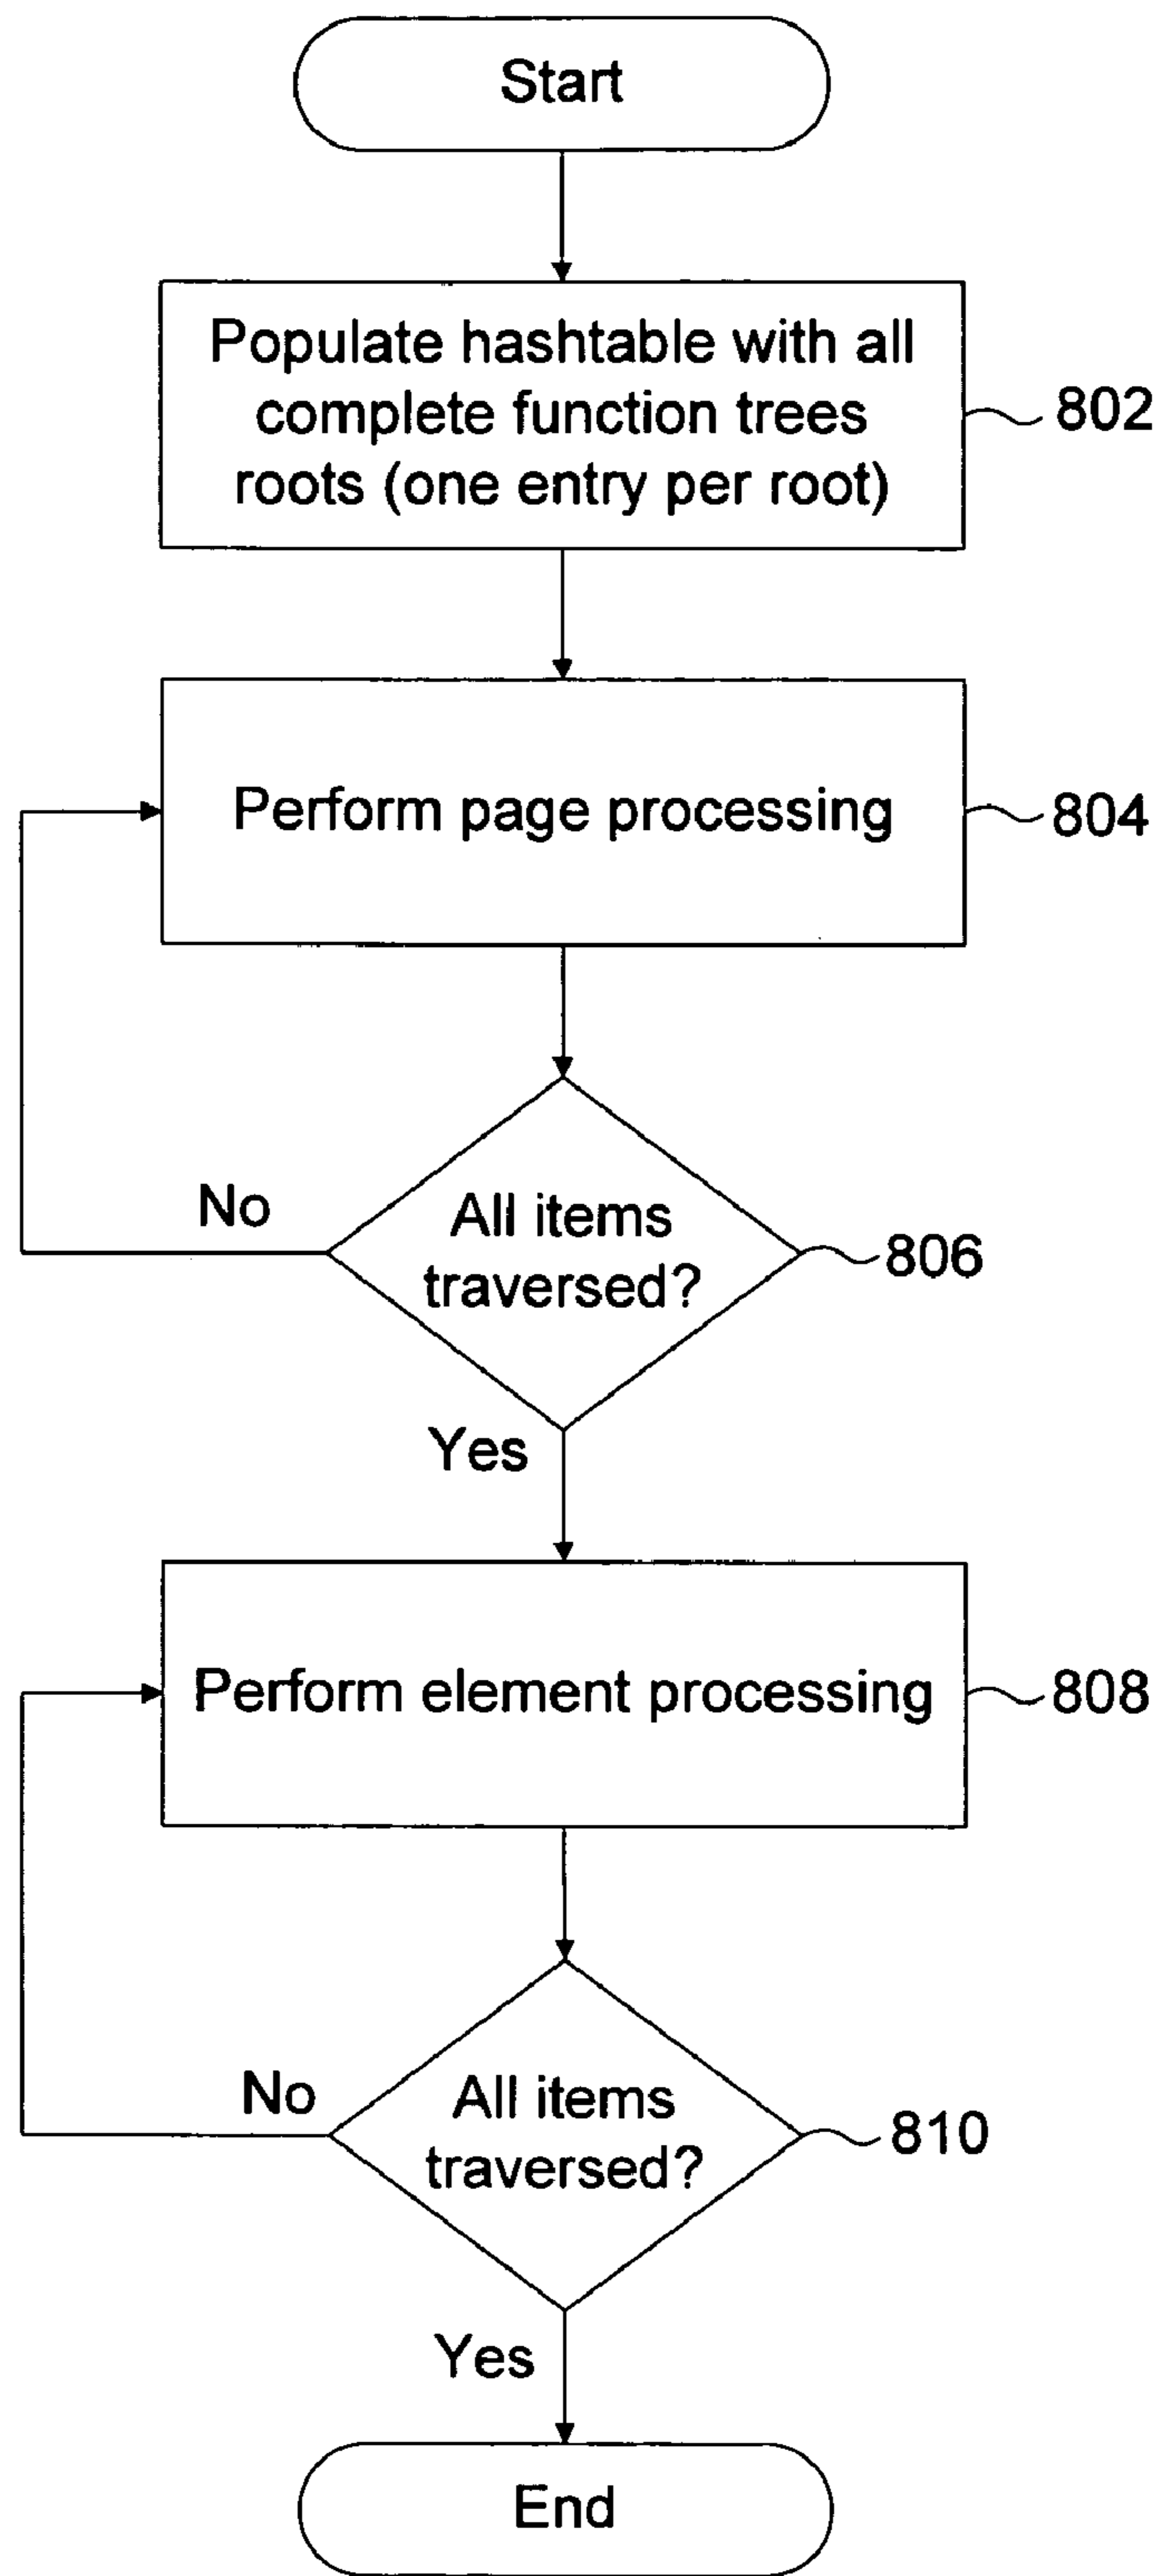 Start
Populate hashtable with all
complete function trees
roots (one entry per root)
802
Perform page processing
804
No
All items
traversed?
806
Yes
Perform element processing
808
No
All items
traversed?
810
Yes
End